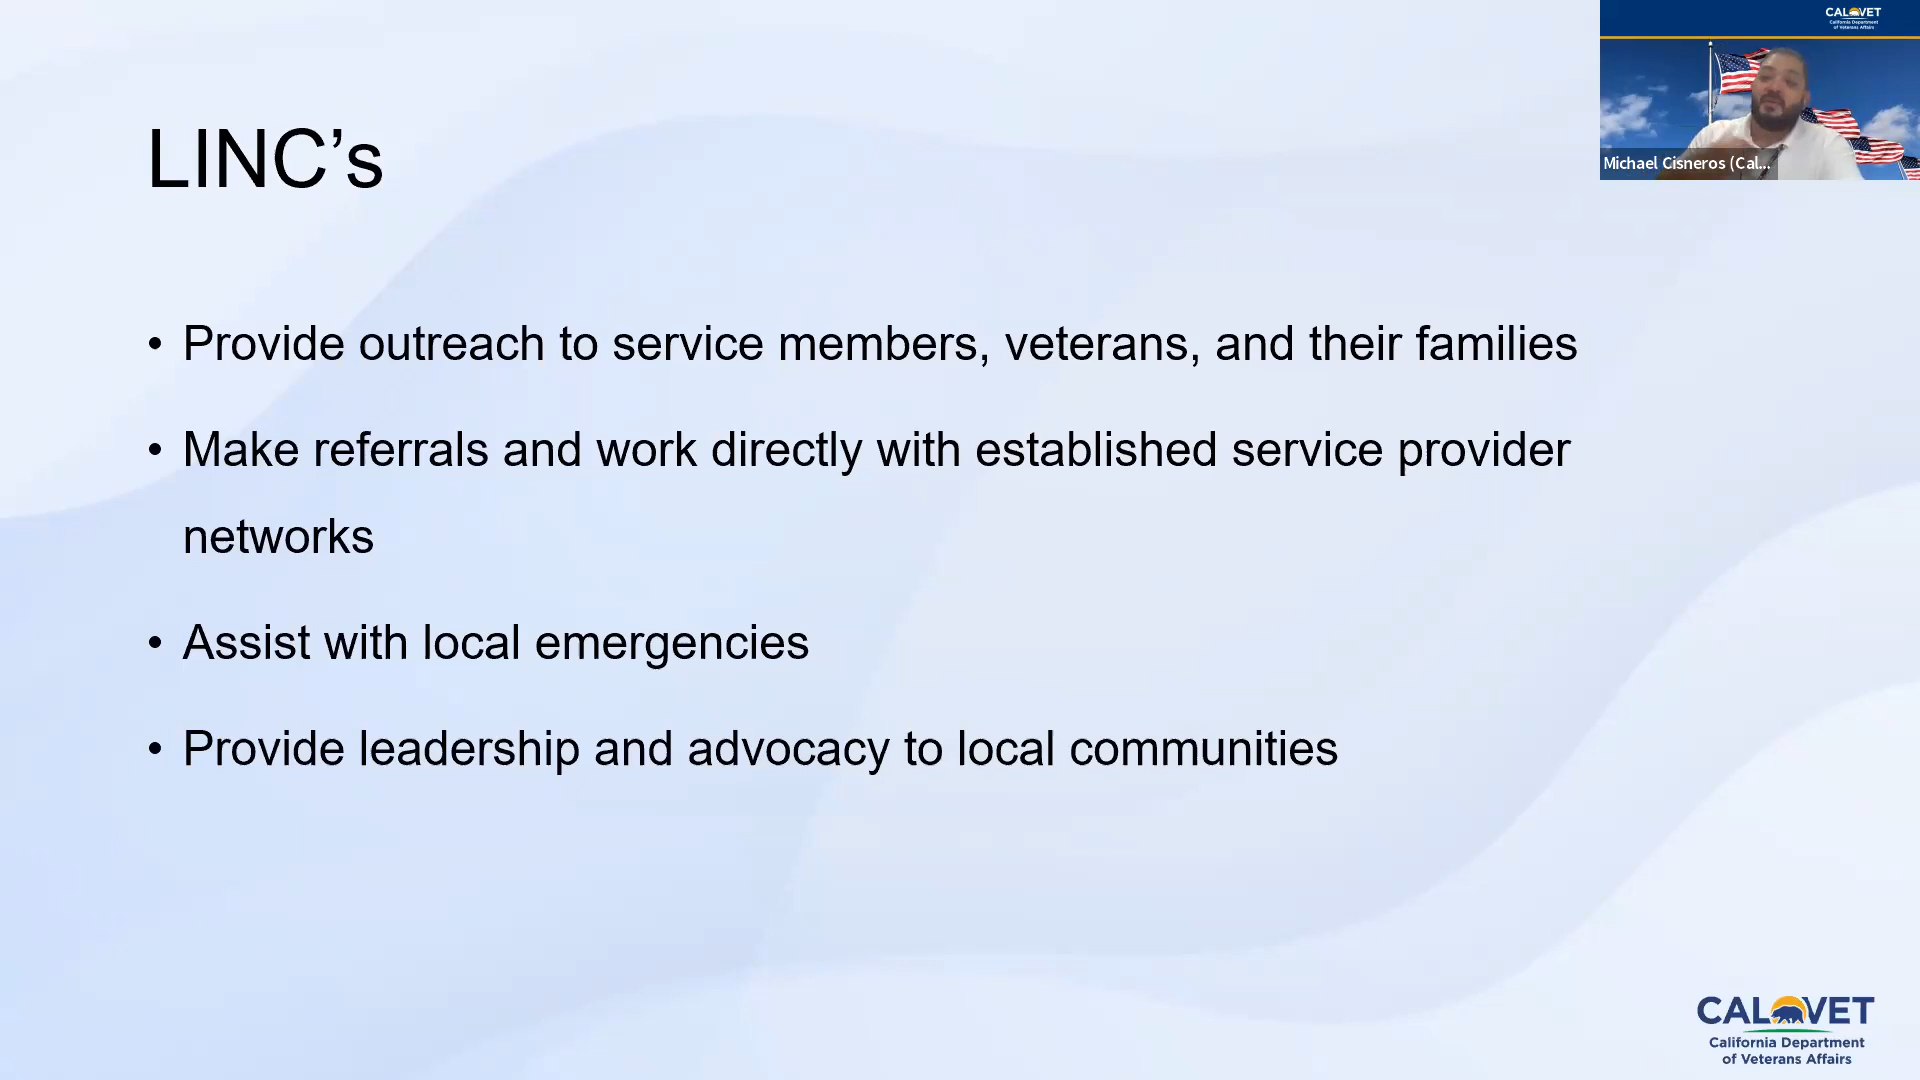 CALVET
California Department
of Veterans Affairs
Michael Cisneros (Cal...
LINC’s
• Provide outreach to service members, veterans, and their families
• Make referrals and work directly with established service provider
networks
• Assist with local emergencies
• Provide leadership and advocacy to local communities
CALVET
California Department
of Veterans Affairs